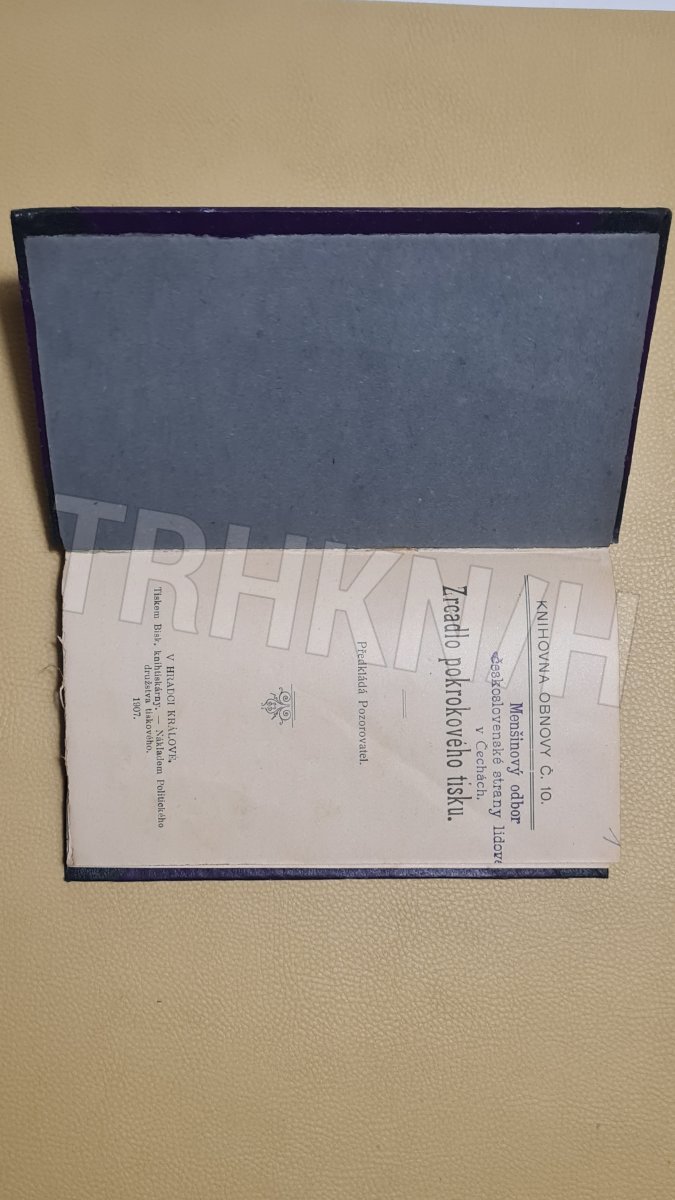 KNIHOVNA OBNOVY Č. 10.
Menšinový odbor
československé strany lidové
v Čechách.
Zrcadlo pokrokového tisku.
Předkládá Pozorovatel.
V HRADCI KRÁLOVÉ.
Tiskem Bisk. knihtiskárny. — Nákladem Politického
družstva tiskového.
1907.
TRHKNIH